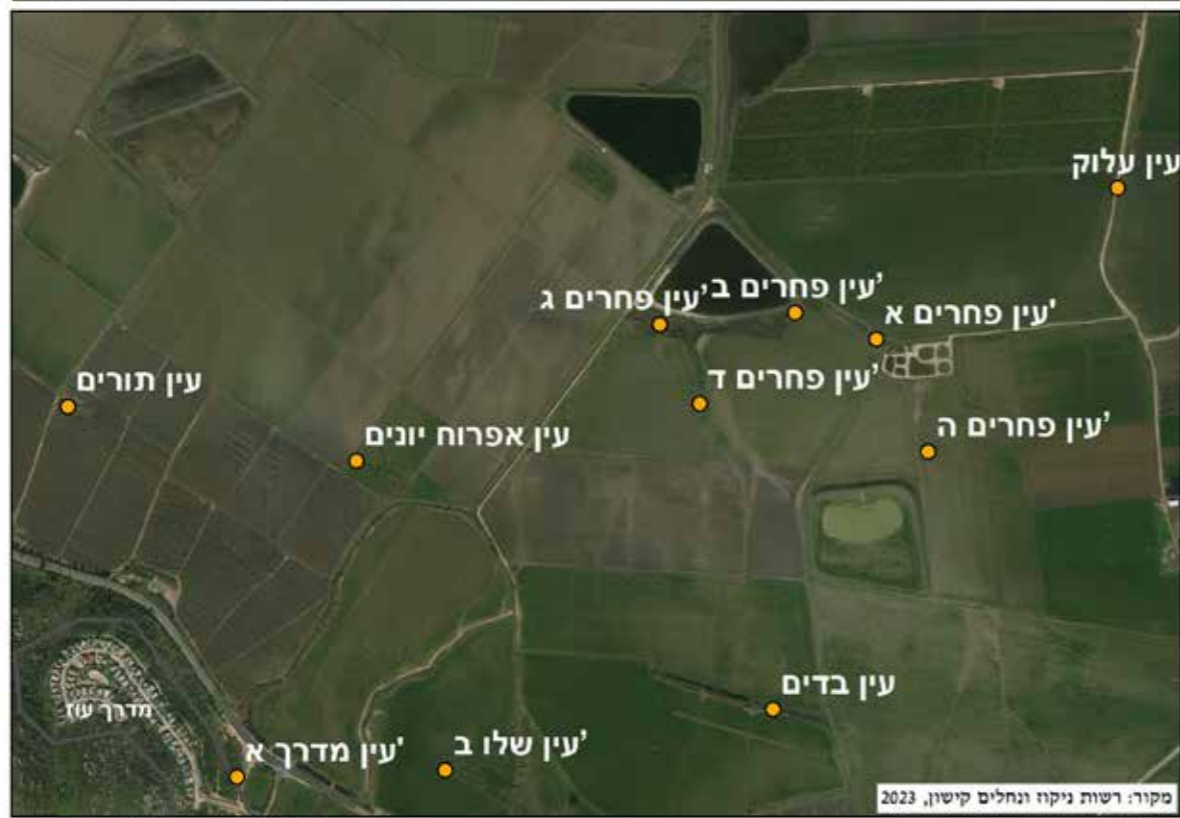 עין עלוק
עין פחרים ג'
עין פחרים ב'
עין פחרים א'
עין תורים
עין פחרים ד'
עין אפרוח יונים
עין פחרים ה'
עין בדים
מדרך עוז
עין מדרך א'
עין שלו ב'
מקור: רשות ניקוז ונחלים קישון, 2023